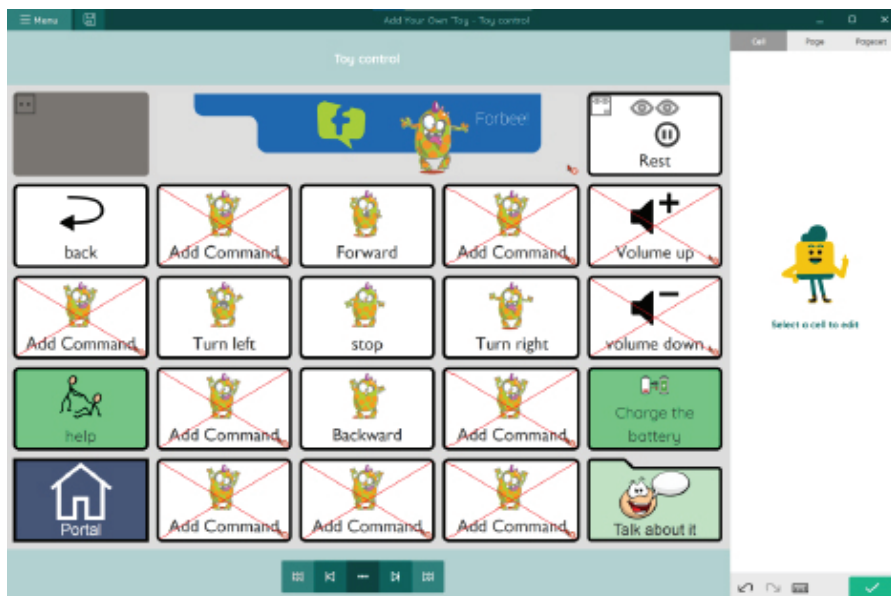 Menu
Add Your Own Toy - Toy control
Cell Page Pageset
Toy control
Forbee!
Rest
back
Add Command
Forward
Add Command
Volume up
Add Command
Turn left
stop
Turn right
volume down
help
Add Command
Backward
Add Command
Charge the
battery
Portal
Add Command
Add Command
Add Command
Talk about it
Select a cell to edit